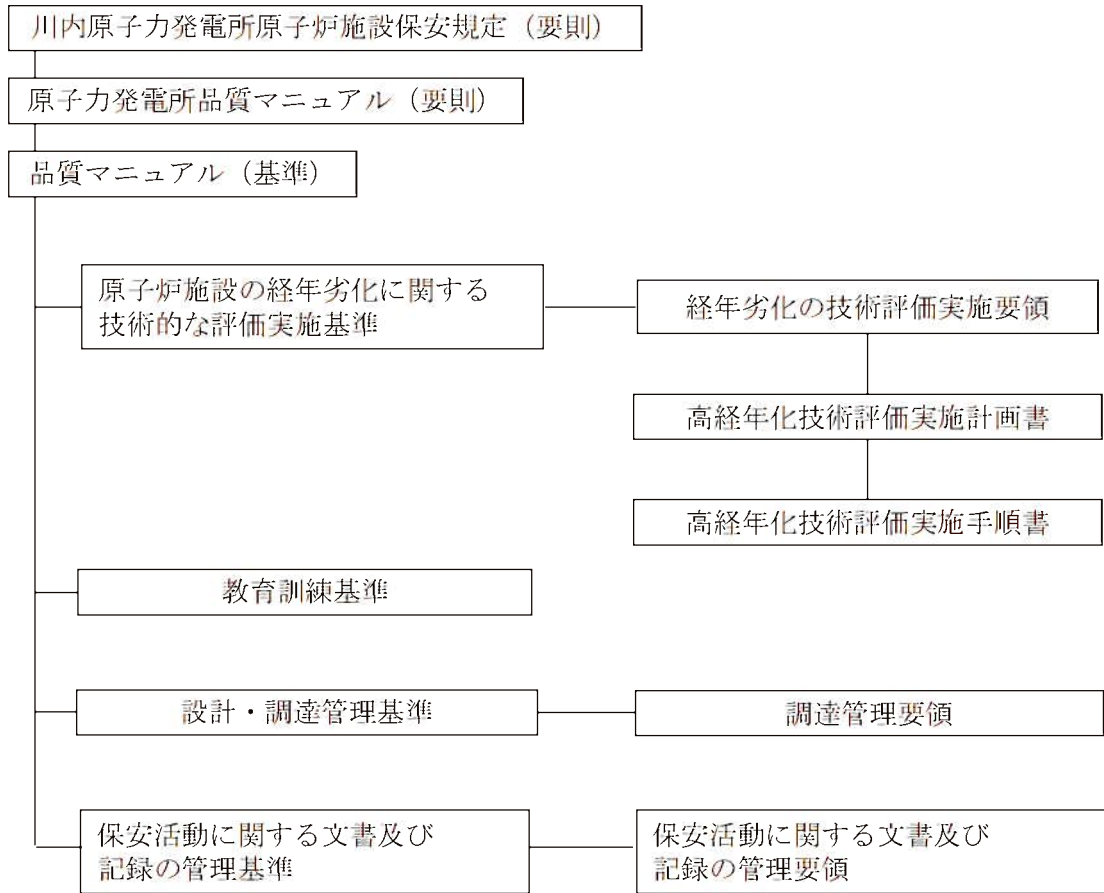 川内原子力発電所原子炉施設保安規定（要則）
原子力発電所品質マニュアル（要則）
品質マニュアル（基準）
原子炉施設の経年劣化に関する
技術的な評価実施基準
経年劣化の技術評価実施要領
高経年化技術評価実施計画書
高経年化技術評価実施手順書
教育訓練基準
設計・調達管理基準
調達管理要領
保安活動に関する文書及び
記録の管理基準
保安活動に関する文書及び
記録の管理要領